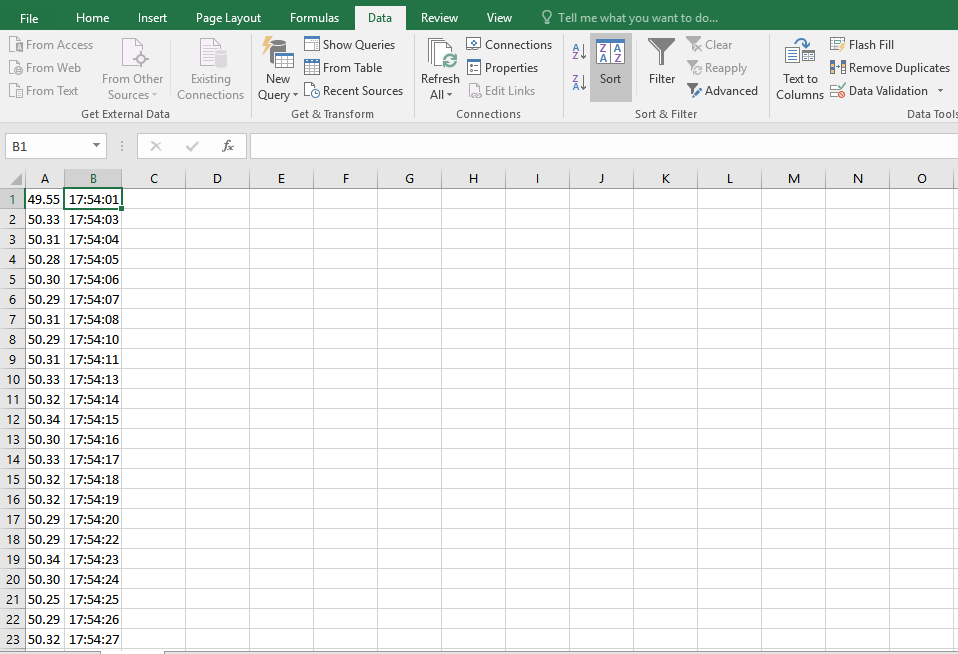 File Home Insert Page Layout Formulas Data Review View Tell me what you want to do...
From Access
From Web
From Text
From Other Sources
Existing Connections
Get External Data
New Query
Show Queries
From Table
Recent Sources
Get & Transform
Refresh All
Connections
Properties
Edit Links
Connections
A Z
Z A
Z A A Z
Sort
Filter
Clear
Reapply
Advanced
Sort & Filter
Text to Columns
Flash Fill
Remove Duplicates
Data Validation
Data Tools
B1 fx
A B C D E F G H I J K L M N O
1 49.55 17:54:01
2 50.33 17:54:03
3 50.31 17:54:04
4 50.28 17:54:05
5 50.30 17:54:06
6 50.29 17:54:07
7 50.31 17:54:08
8 50.29 17:54:10
9 50.31 17:54:11
10 50.33 17:54:13
11 50.32 17:54:14
12 50.34 17:54:15
13 50.30 17:54:16
14 50.33 17:54:17
15 50.32 17:54:18
16 50.32 17:54:19
17 50.29 17:54:20
18 50.29 17:54:22
19 50.34 17:54:23
20 50.30 17:54:24
21 50.25 17:54:25
22 50.29 17:54:26
23 50.32 17:54:27